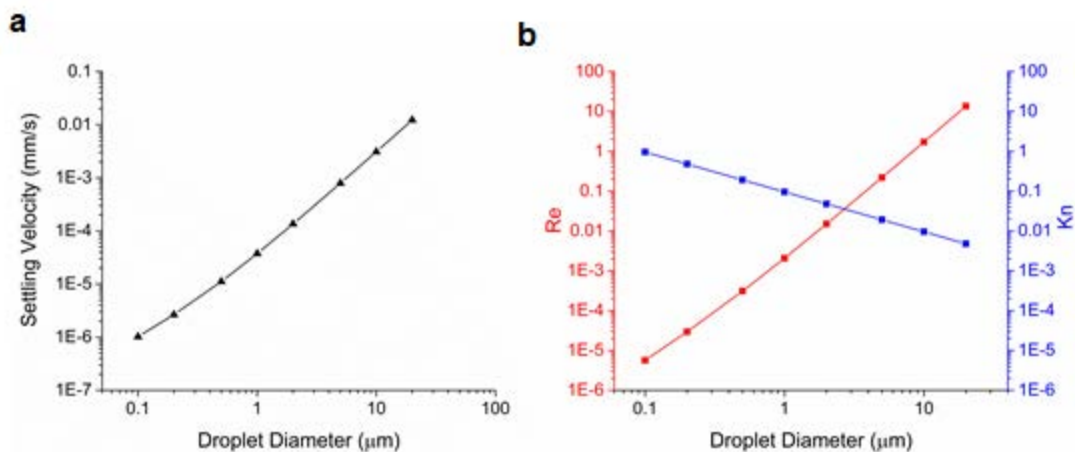 a
0.1
0.01
1E-3
1E-4
1E-5
1E-6
1E-7
Settling Velocity (mm/s)
0.1 1 10 100
Droplet Diameter (μm)
b
100 100
10 10
1 1
0.1 0.1
0.01 0.01
1E-3 1E-3
1E-4 1E-4
1E-5 1E-5
1E-6 1E-6
Re
Kn
0.1 1 10
Droplet Diameter (μm)